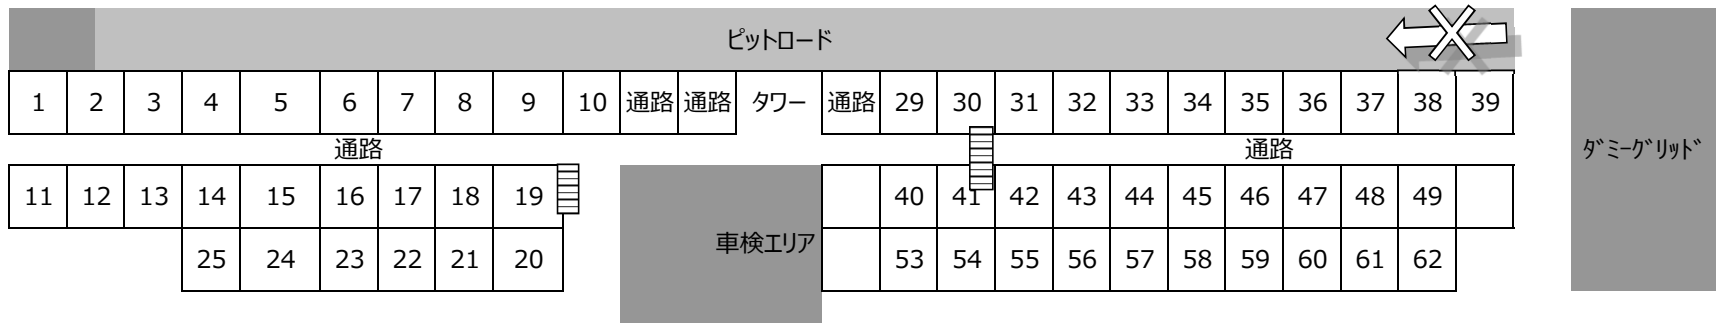 ピットロード
1 2 3 4 5 6 7 8 9 10 通路 通路 タワー 通路 29 30 31 32 33 34 35 36 37 38 39
通路 通路
ダミーグリッド
11 12 13 14 15 16 17 18 19 40 41 42 43 44 45 46 47 48 49
車検エリア
25 24 23 22 21 20 53 54 55 56 57 58 59 60 61 62